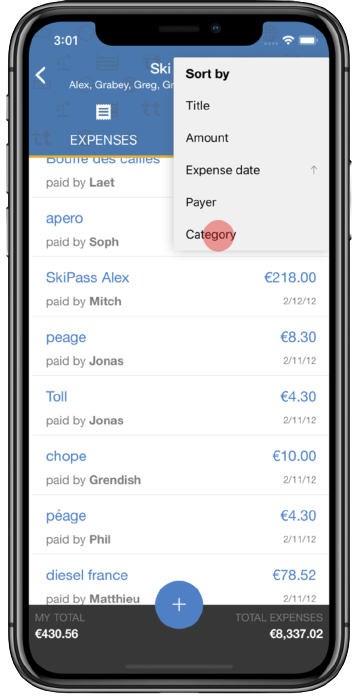 3:01
Ski
Sort by
Alex, Grabey, Greg, Gr
Title
Amount
EXPENSES
Expense date ↑
Bouffe des cailles
paid by Laet
Payer
apero
Category
paid by Soph
SkiPass Alex €218.00
paid by Mitch 2/12/12
peage €8.30
paid by Jonas 2/11/12
Toll €4.30
paid by Jonas 2/11/12
chope €10.00
paid by Grendish 2/11/12
péage €4.30
paid by Phil 2/11/12
diesel france €78.52
paid by Matthieu 2/11/12
+
MY TOTAL TOTAL EXPENSES
€430.56 €8,337.02